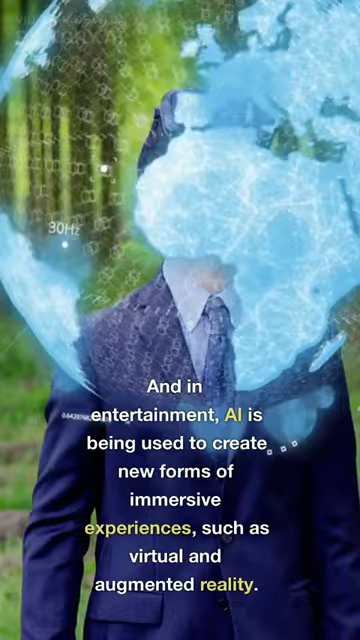 30Hz
And in
entertainment, AI is
being used to create
new forms of
immersive
experiences, such as
virtual and
augmented reality.